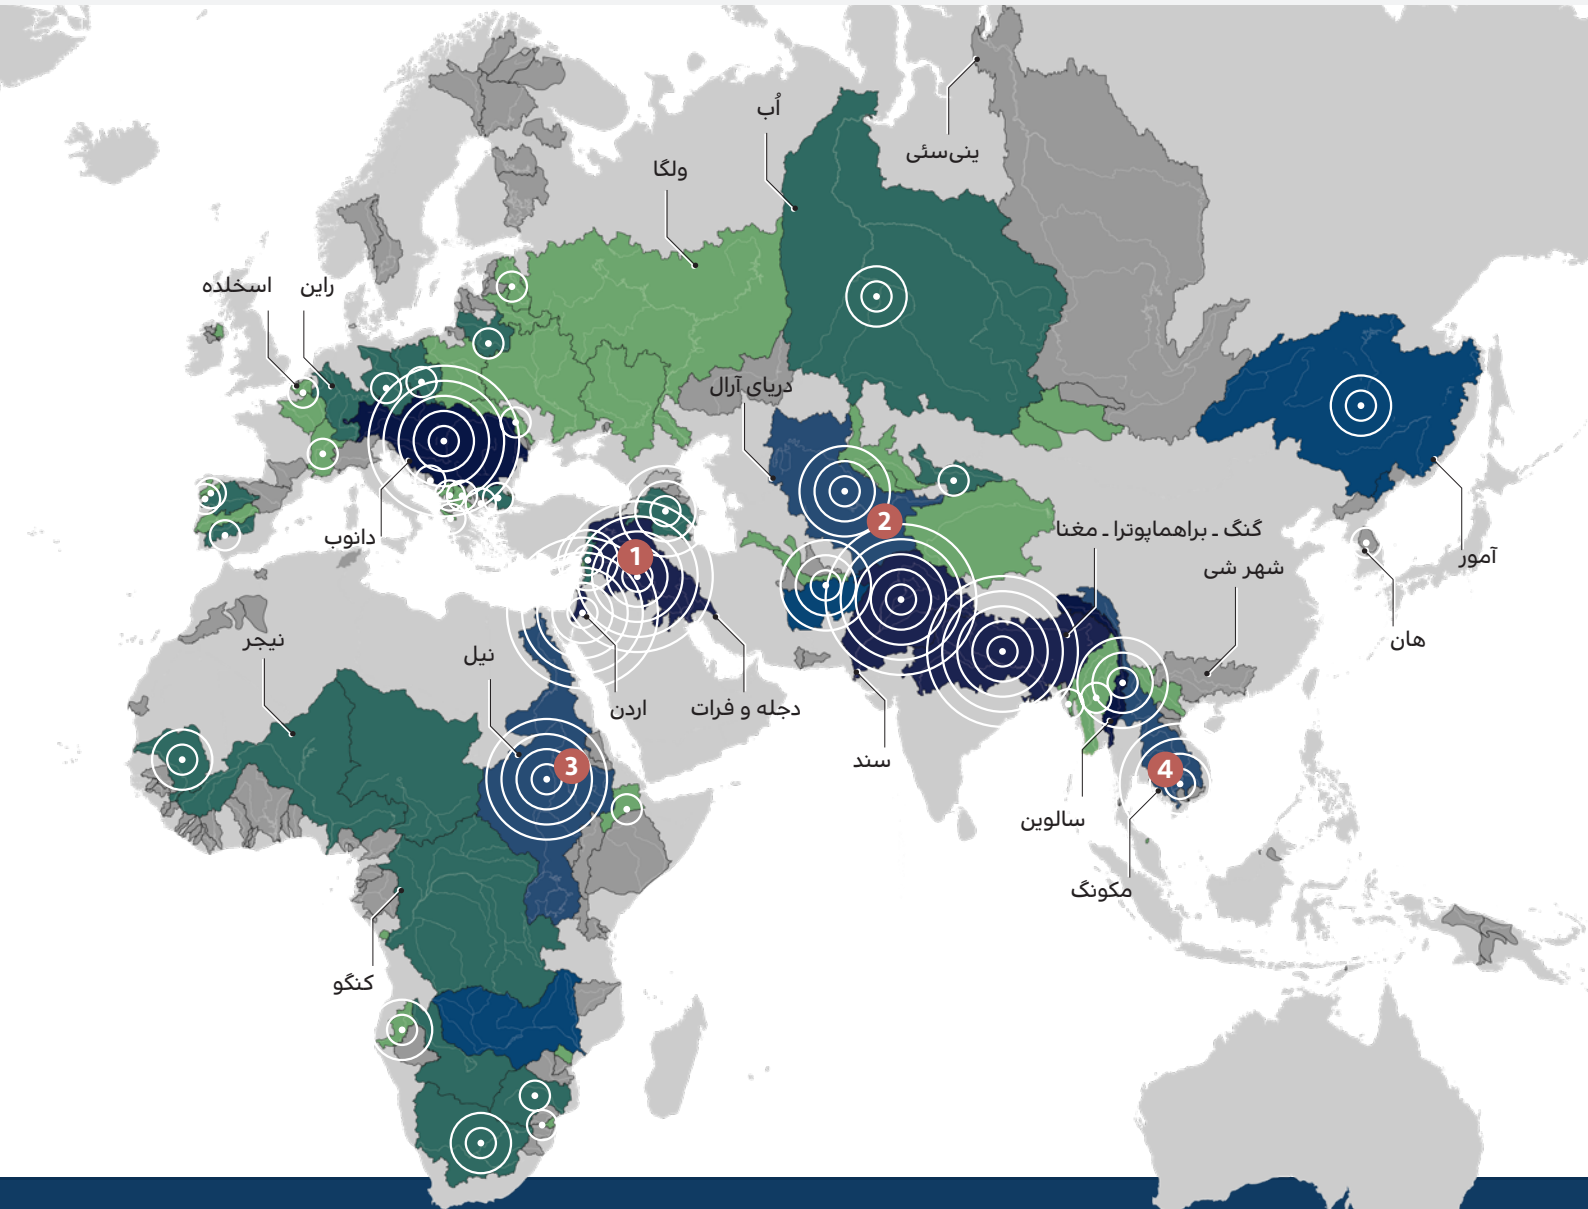 اُب
ینی‌سئی
ولگا
اسخلده
راین
دریای آرال
گنگ ـ براهماپوترا ـ مغنا
دانوب
2
1
آمور
شهر شی
هان
نیجر
نیل
اردن
دجله و فرات
سند
3
4
سالوین
مکونگ
کنگو